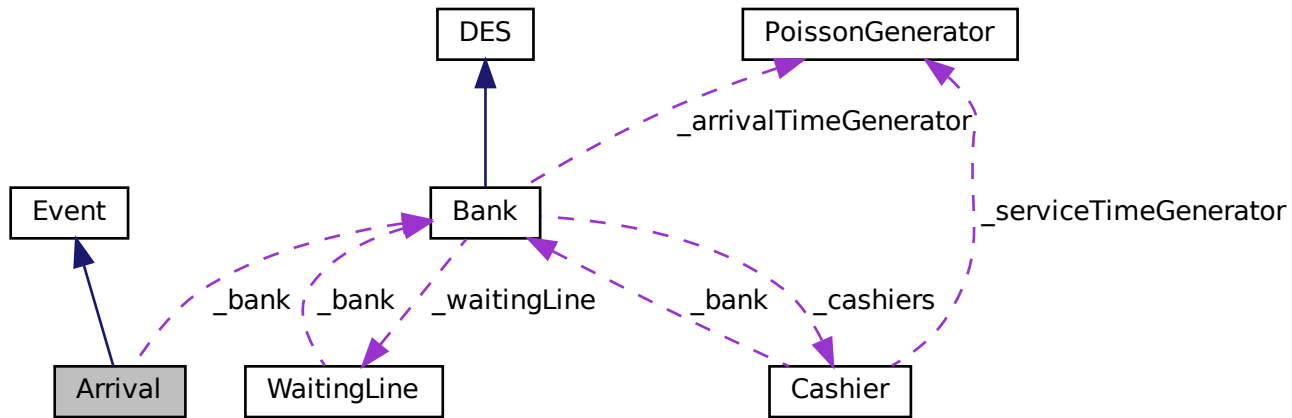 DES
PoissonGenerator
_arrivalTimeGenerator
Event
Bank
_serviceTimeGenerator
_bank
_bank
_waitingLine
_bank
_cashiers
Arrival
WaitingLine
Cashier